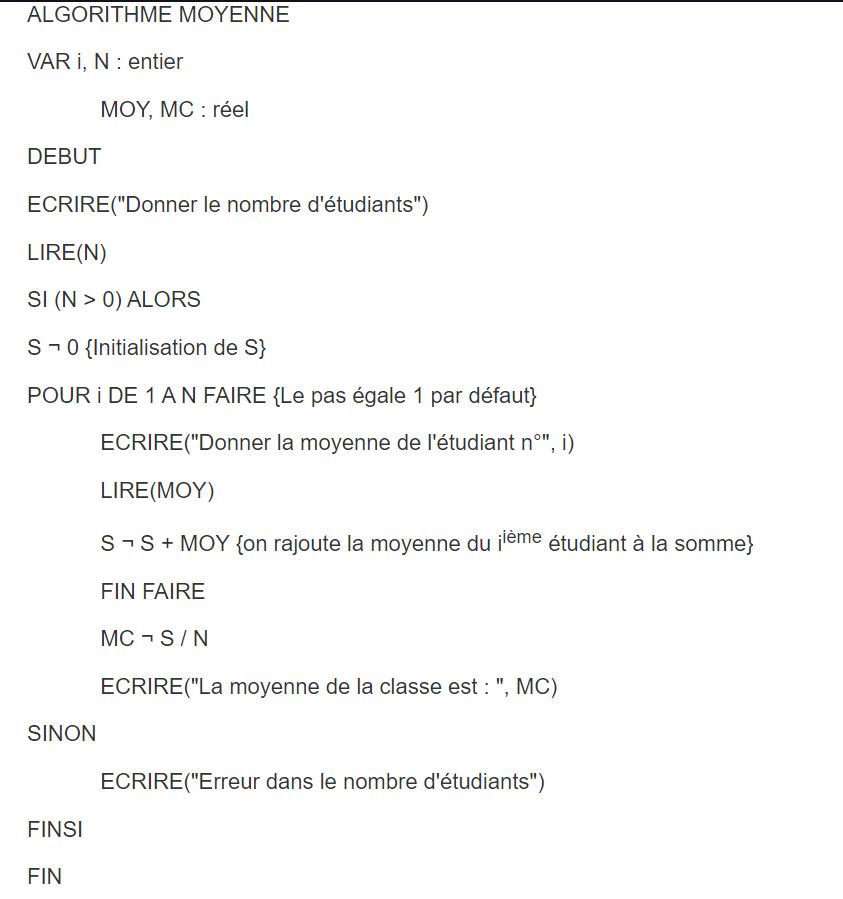 ALGORITHME MOYENNE
VAR i, N : entier
MOY, MC : réel
DEBUT
ECRIRE("Donner le nombre d'étudiants")
LIRE(N)
SI (N > 0) ALORS
S ¬ 0 {Initialisation de S}
POUR i DE 1 A N FAIRE {Le pas égale 1 par défaut}
ECRIRE("Donner la moyenne de l'étudiant n°", i)
LIRE(MOY)
S ¬ S + MOY {on rajoute la moyenne du iième étudiant à la somme}
FIN FAIRE
MC ¬ S / N
ECRIRE("La moyenne de la classe est : ", MC)
SINON
ECRIRE("Erreur dans le nombre d'étudiants")
FINSI
FIN